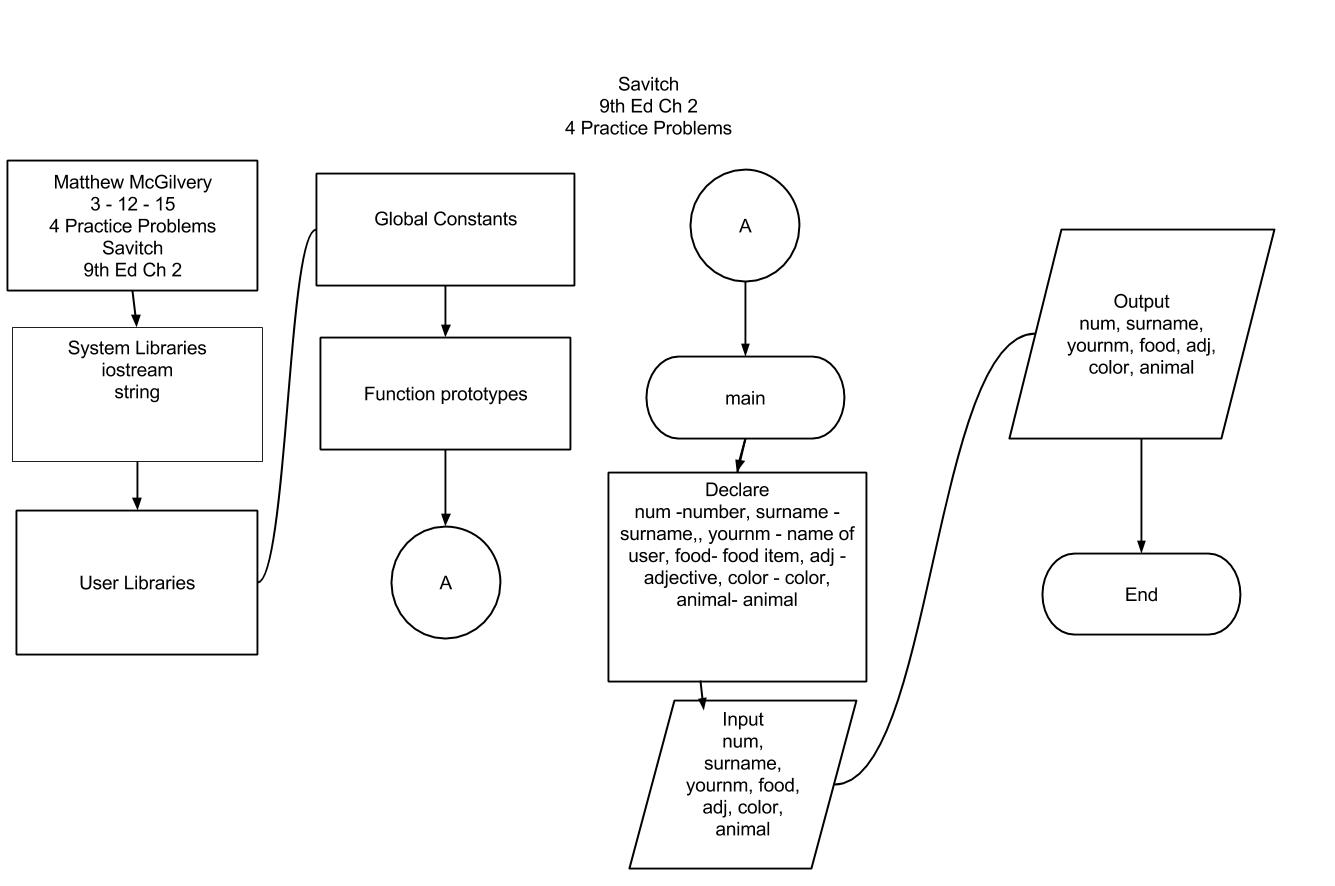 Savitch
9th Ed Ch 2
4 Practice Problems
Matthew McGilvery
3 - 12 - 15
4 Practice Problems
Savitch
9th Ed Ch 2
System Libraries
iostream
string
User Libraries
Global Constants
Function prototypes
A
A
main
Declare
num -number, surname -
surname,, yournm - name of
user, food- food item, adj -
adjective, color - color,
animal- animal
Input
num,
surname,
yournm, food,
adj, color,
animal
Output
num, surname,
yournm, food, adj,
color, animal
End